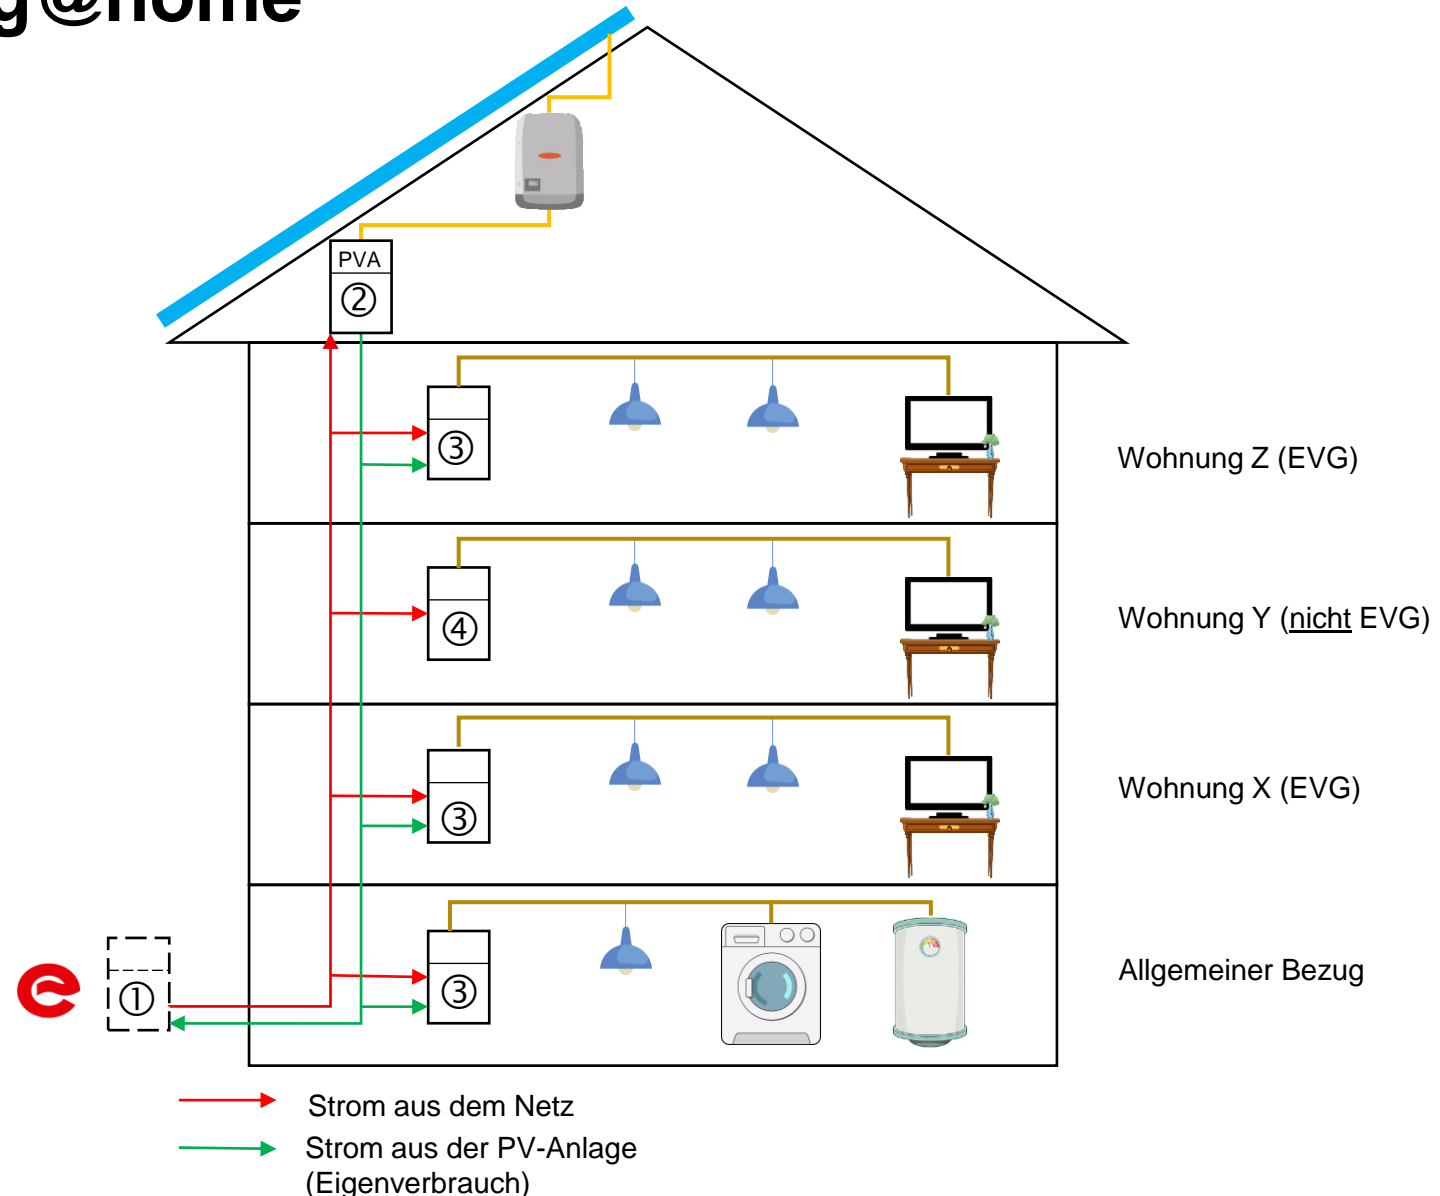 g@home
PVA
②
③
Wohnung Z (EVG)
④
Wohnung Y (nicht EVG)
③
Wohnung X (EVG)
③
Allgemeiner Bezug
①
Strom aus dem Netz
Strom aus der PV-Anlage
(Eigenverbrauch)